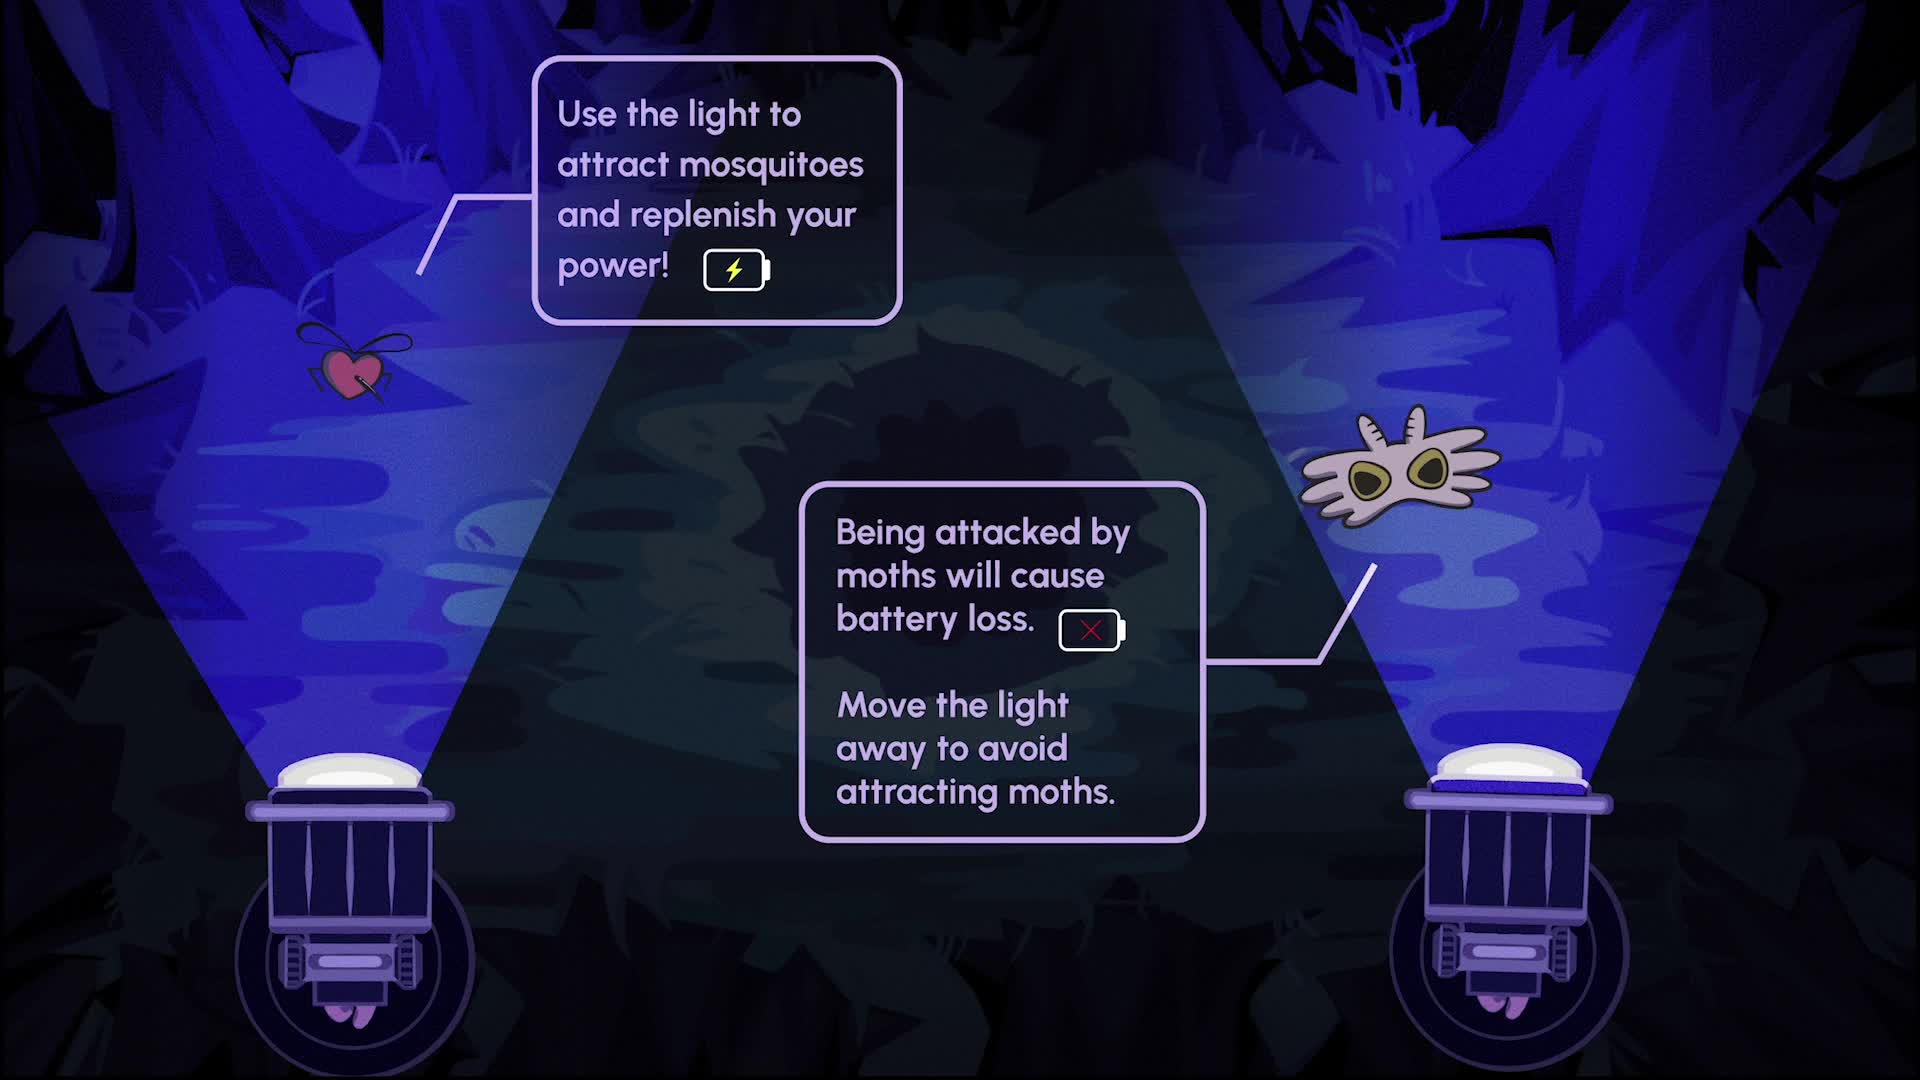 Use the light to
attract mosquitoes
and replenish your
power!
Being attacked by
moths will cause
battery loss.
Move the light
away to avoid
attracting moths.